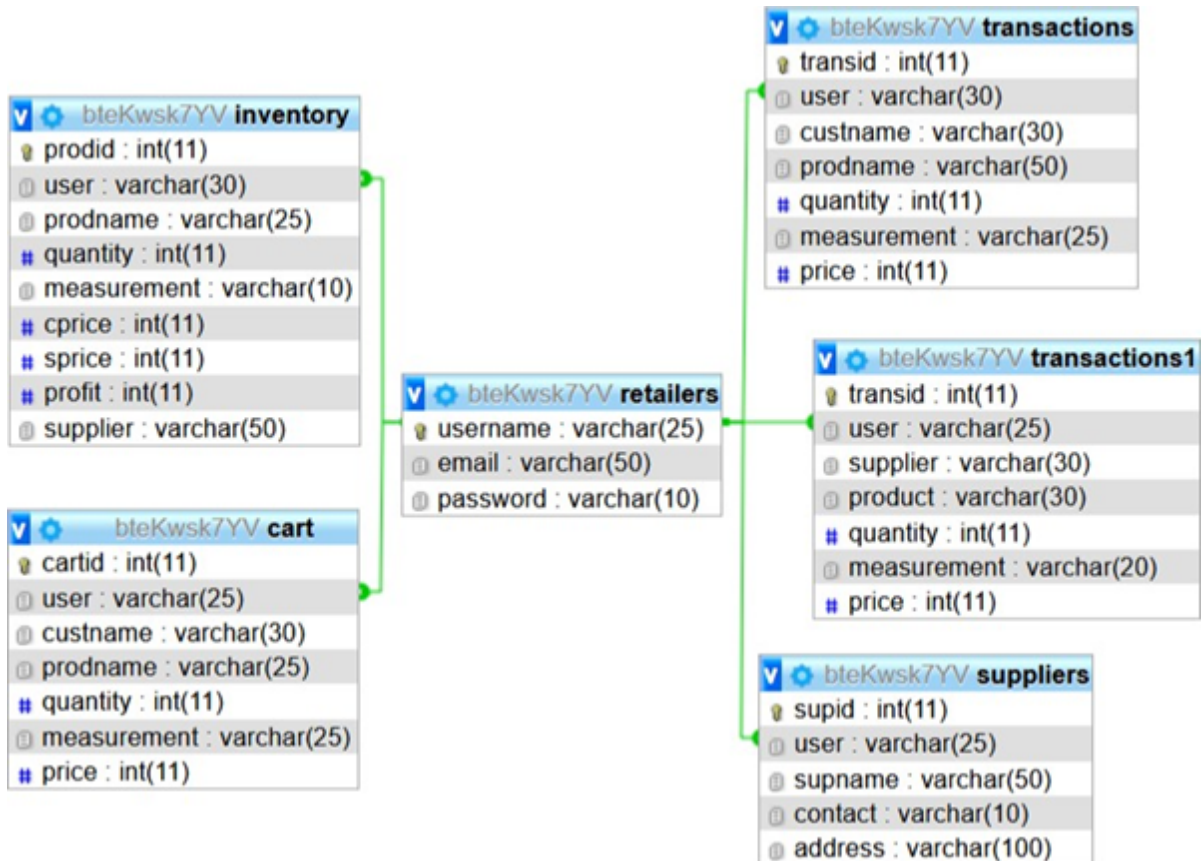 bteKwsk7YV inventory
prodid : int(11)
user : varchar(30)
prodname : varchar(25)
quantity : int(11)
measurement : varchar(10)
cprice : int(11)
sprice : int(11)
profit : int(11)
supplier : varchar(50)
bteKwsk7YV cart
cartid : int(11)
user : varchar(25)
custname : varchar(30)
prodname : varchar(25)
quantity : int(11)
measurement : varchar(25)
price : int(11)
bteKwsk7YV retailers
username : varchar(25)
email : varchar(50)
password : varchar(10)
bteKwsk7YV transactions
transid : int(11)
user : varchar(30)
custname : varchar(30)
prodname : varchar(50)
quantity : int(11)
measurement : varchar(25)
price : int(11)
bteKwsk7YV transactions1
transid : int(11)
user : varchar(25)
supplier : varchar(30)
product : varchar(30)
quantity : int(11)
measurement : varchar(20)
price : int(11)
bteKwsk7YV suppliers
supid : int(11)
user : varchar(25)
supname : varchar(50)
contact : varchar(10)
address : varchar(100)